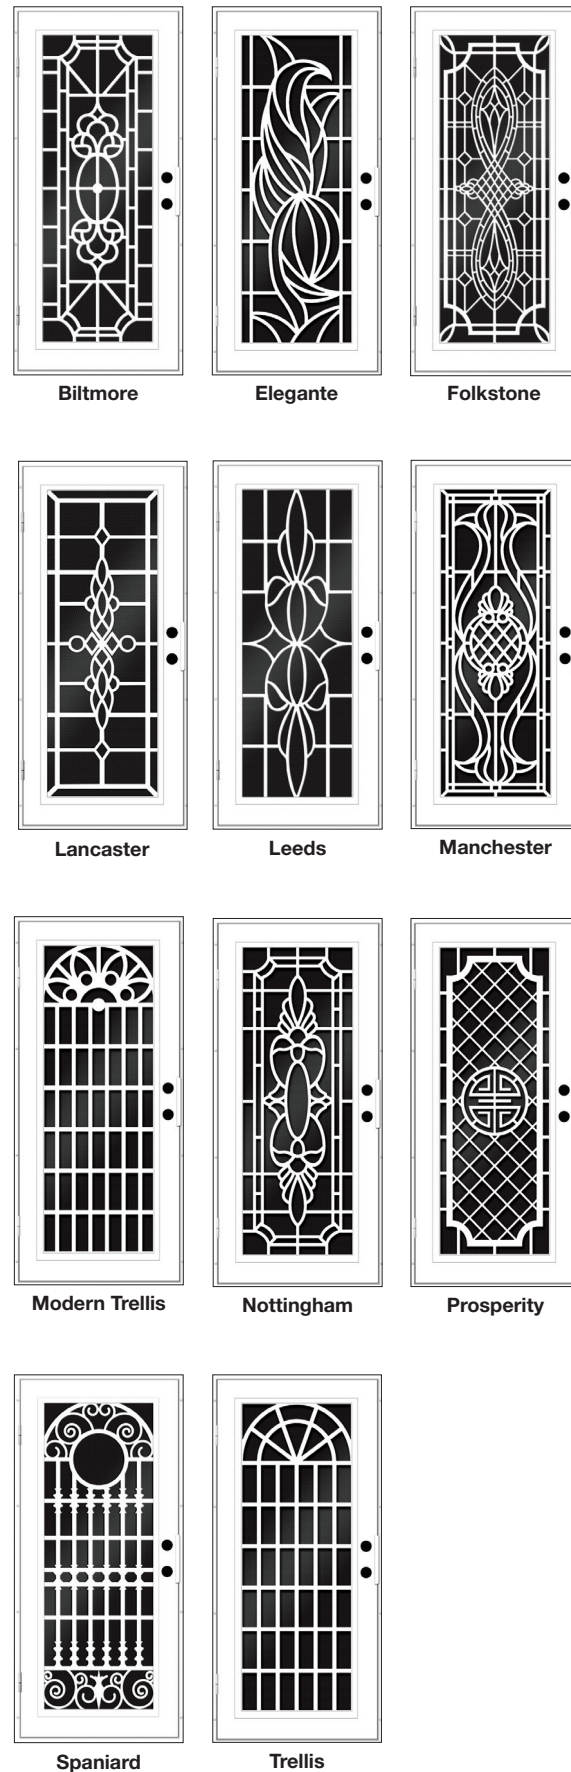 Biltmore
Elegante
Folkstone
Lancaster
Leeds
Manchester
Modern Trellis
Nottingham
Prosperity
Spaniard
Trellis